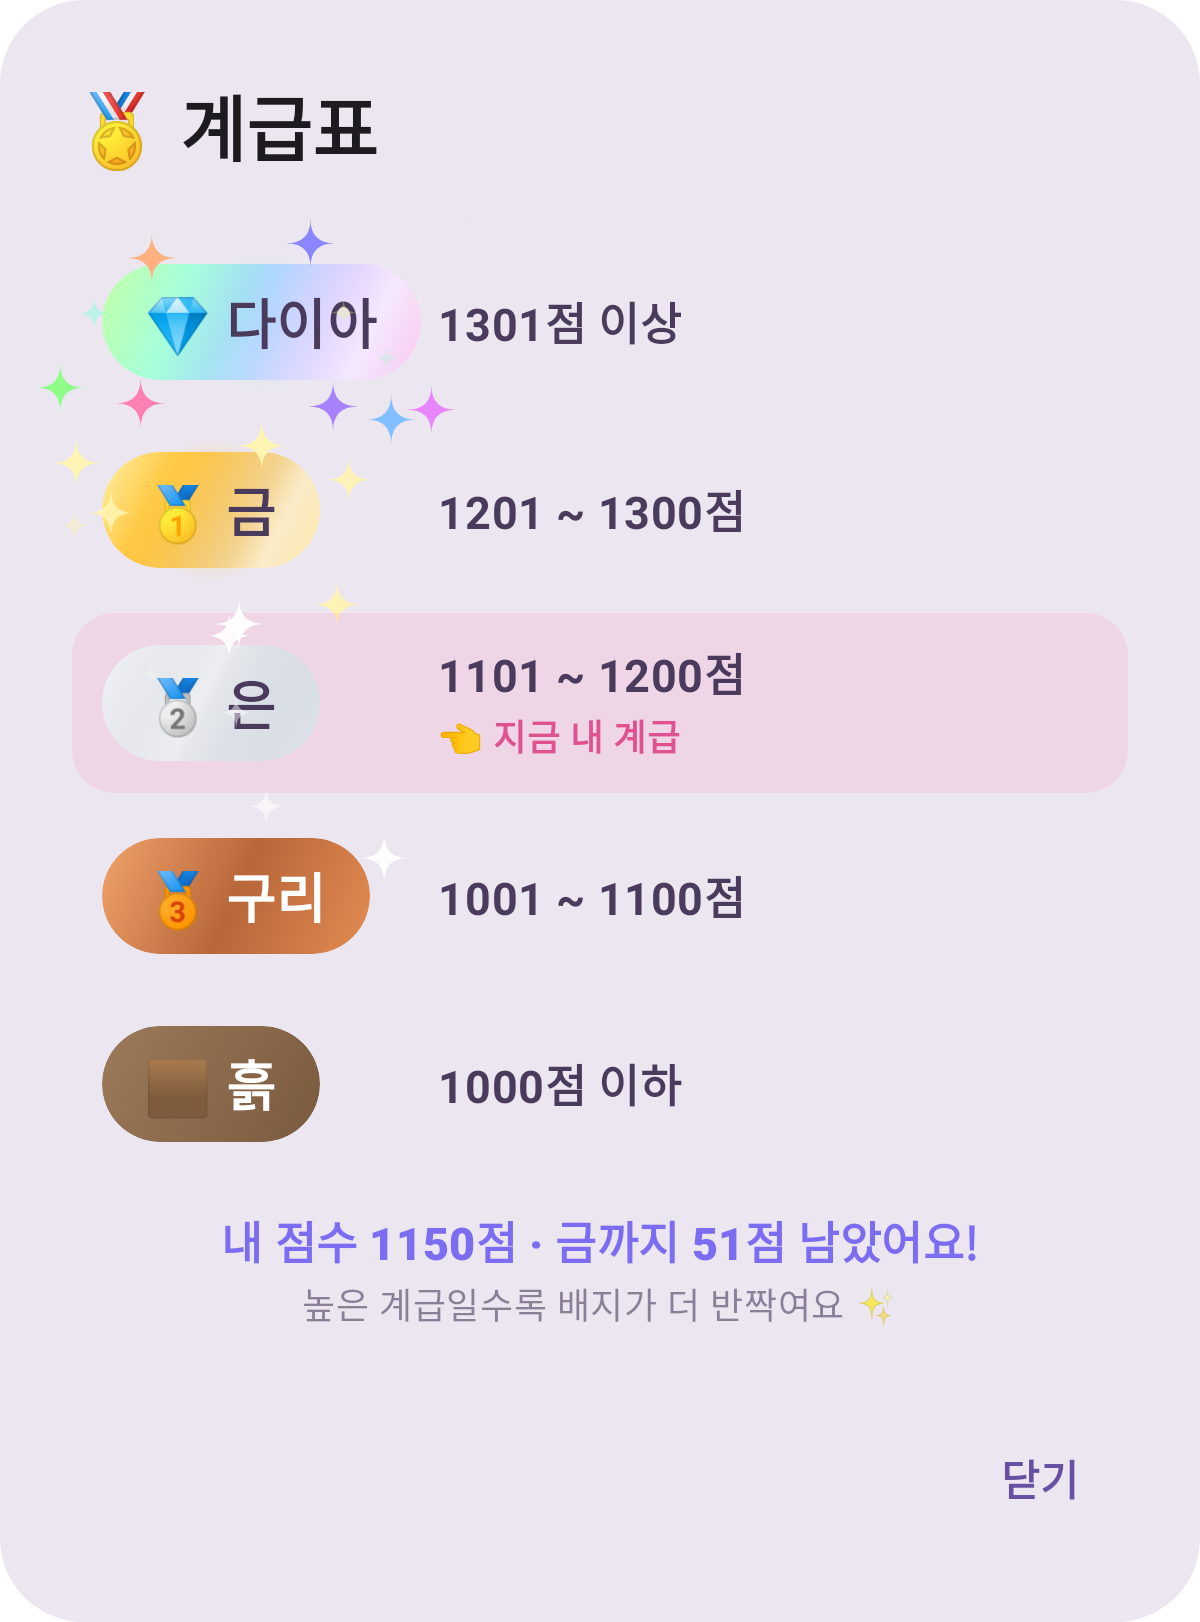 계급표
다이아 1301점 이상
금 1201 ~ 1300점
은 1101 ~ 1200점
👈 지금 내 계급
구리 1001 ~ 1100점
흙 1000점 이하
내 점수 1150점 · 금까지 51점 남았어요!
높은 계급일수록 배지가 더 반짝여요 ✨
닫기